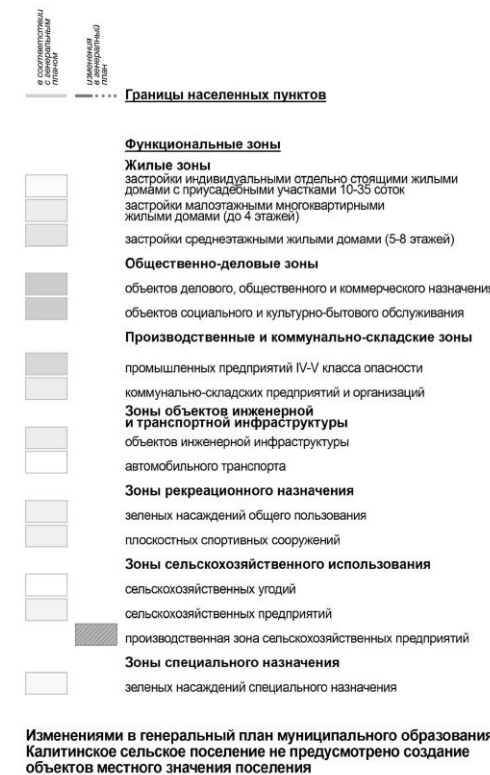 в соответствии
с генеральным
планом
изменения
в генеральный
план
Границы населенных пунктов
Функциональные зоны
Жилые зоны
застройки индивидуальными отдельно стоящими жилыми
домами с приусадебными участками 10-35 соток
застройки малоэтажными многоквартирными
жилыми домами (до 4 этажей)
застройки среднеэтажными жилыми домами (5-8 этажей)
Общественно-деловые зоны
объектов делового, общественного и коммерческого назначения
объектов социального и культурно-бытового обслуживания
Производственные и коммунально-складские зоны
промышленных предприятий IV-V класса опасности
коммунально-складских предприятий и организаций
Зоны объектов инженерной
и транспортной инфраструктуры
объектов инженерной инфраструктуры
автомобильного транспорта
Зоны рекреационного назначения
зеленых насаждений общего пользования
плоскостных спортивных сооружений
Зоны сельскохозяйственного использования
сельскохозяйственных угодий
сельскохозяйственных предприятий
производственная зона сельскохозяйственных предприятий
Зоны специального назначения
зеленых насаждений специального назначения
Изменениями в генеральный план муниципального образования
Калитинское сельское поселение не предусмотрено создание
объектов местного значения поселения